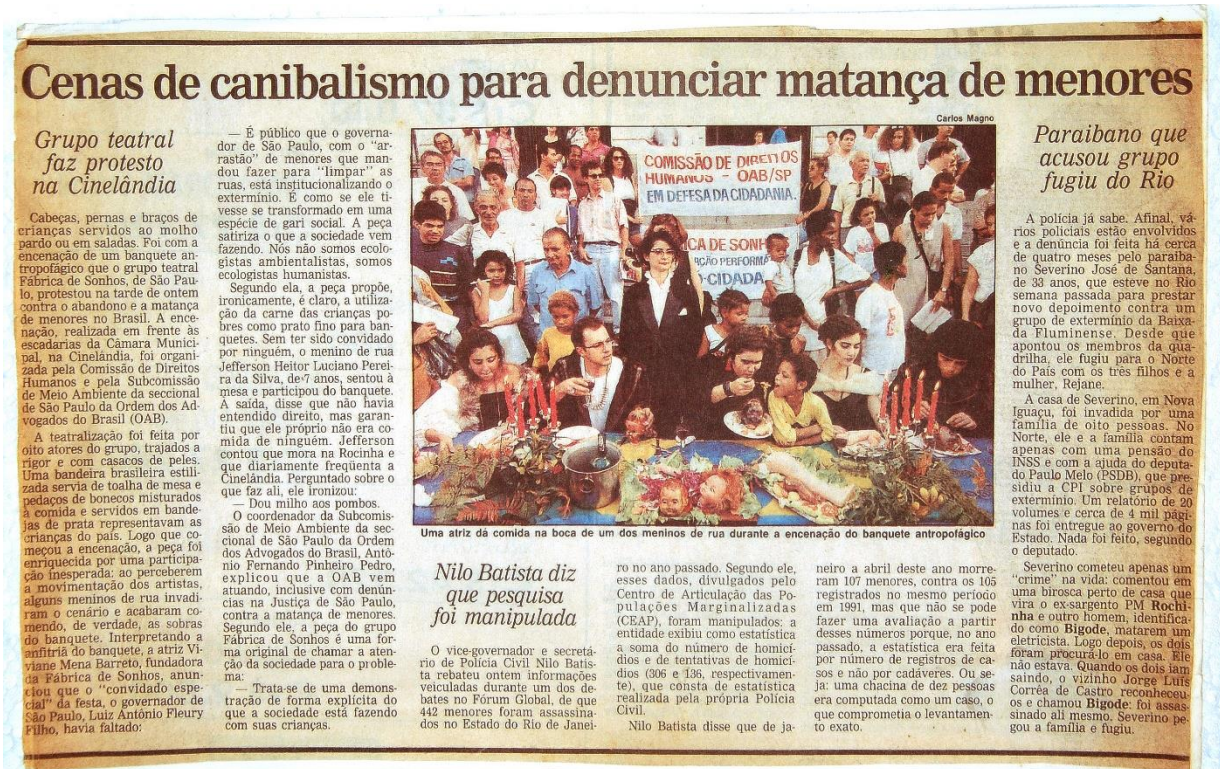 Cenas de canibalismo para denunciar matança de menores
Grupo teatral
faz protesto
na Cinelândia
Cabeças, pernas e braços de
crianças servidos ao molho
pardo ou em saladas. Foi com a
encenação de um banquete an-
tropofágico que o grupo teatral
Fábrica de Sonhos, de São Pau-
lo, protestou na tarde de ontem
contra o abandono e a matança
de menores no Brasil. A ence-
nação, realizada em frente às
escadarias da Câmara Munici-
pal, na Cinelândia, foi organi-
zada pela Comissão de Direitos
Humanos e pela Subcomissão
de Meio Ambiente da seccional
de São Paulo da Ordem dos Ad-
vogados do Brasil (OAB).
A teatralização foi feita por
oito atores do grupo, trajados a
rigor e com casacos de peles.
Uma bandeira brasileira estili-
zada servia de toalha de mesa e
pedaços de bonecos misturados
à comida e servidos em bande-
jas de prata representavam as
crianças do país. Logo que co-
meçou a encenação, a peça foi
enriquecida por uma participa-
ção inesperada: ao perceberem
a movimentação dos artistas,
alguns meninos de rua invadi-
ram o cenário e acabaram co-
mendo, de verdade, as sobras
do banquete. Interpretando a
anfitriã do banquete, a atriz Vi-
viane Mena Barreto, fundadora
da Fábrica de Sonhos, anun-
ciou que o "convidado espe-
cial" da festa, o governador de
São Paulo, Luiz Antônio Fleury
Filho, havia faltado:
— É público que o governa-
dor de São Paulo, com o "ar-
rastão" de menores que man-
dou fazer para "limpar" as
ruas, está institucionalizando o
extermínio. É como se ele ti-
vesse se transformado em uma
espécie de gari social. A peça
satiriza o que a sociedade vem
fazendo. Nós não somos ecolo-
gistas ambientalistas, somos
ecologistas humanistas.
Segundo ela, a peça propõe,
ironicamente, é claro, a utiliza-
ção da carne das crianças po-
bres como prato fino para ban-
quetes. Sem ter sido convidado
por ninguém, o menino de rua
Jefferson Heitor Luciano Perei-
ra da Silva, de 7 anos, sentou à
mesa e participou do banquete.
À saída, disse que não havia
entendido direito, mas garan-
tiu que ele próprio não era co-
mida de ninguém. Jefferson
contou que mora na Rocinha e
que diariamente freqüenta a
Cinelândia. Perguntado sobre o
que faz ali, ele ironizou:
— Dou milho aos pombos.
O coordenador da Subcomis-
são de Meio Ambiente da sec-
cional de São Paulo da Ordem
dos Advogados do Brasil, Antô-
nio Fernando Pinheiro Pedro,
explicou que a OAB vem
atuando, inclusive com denún-
cias na Justiça de São Paulo,
contra a matança de menores.
Segundo ele, a peça do grupo
Fábrica de Sonhos é uma for-
ma original de chamar a aten-
ção da sociedade para o proble-
ma:
— Trata-se de uma demons-
tração de forma explícita do
que a sociedade está fazendo
com suas crianças.
Carlos Magno
COMISSÃO DE DIREITOS
HUMANOS - OAB/SP
EM DEFESA DA CIDADANIA.
ICA DE SONH
AÇÃO PERFORMA
CIDADA
Uma atriz dá comida na boca de um dos meninos de rua durante a encenação do banquete antropofágico
Nilo Batista diz
que pesquisa
foi manipulada
O vice-governador e secretá-
rio de Polícia Civil Nilo Batis-
ta rebateu ontem informações
veiculadas durante um dos de-
bates no Fórum Global, de que
442 menores foram assassina-
dos no Estado do Rio de Janei-
ro no ano passado. Segundo ele,
esses dados, divulgados pelo
Centro de Articulação das Po-
pulações Marginalizadas
(CEAP), foram manipulados: a
entidade exibiu como estatística
a soma do número de homicí-
dios e de tentativas de homicí-
dios (306 e 136, respectivamen-
te), que consta de estatística
realizada pela própria Polícia
Civil.
Nilo Batista disse que de ja-
neiro a abril deste ano morre-
ram 107 menores, contra os 105
registrados no mesmo período
em 1991, mas que não se pode
fazer uma avaliação a partir
desses números porque, no ano
passado, a estatística era feita
por número de registros de ca-
sos e não por cadáveres. Ou se-
ja: uma chacina de dez pessoas
era computada como um caso, o
que comprometia o levantamen-
to exato.
Paraibano que
acusou grupo
fugiu do Rio
A polícia já sabe. Afinal, vá-
rios policiais estão envolvidos
e a denúncia foi feita há cerca
de quatro meses pelo paraiba-
no Severino José de Santana,
de 33 anos, que esteve no Rio
semana passada para prestar
novo depoimento contra um
grupo de extermínio da Baixa-
da Fluminense. Desde que
apontou os membros da qua-
drilha, ele fugiu para o Norte
do País com os três filhos e a
mulher, Rejane.
A casa de Severino, em Nova
Iguaçu, foi invadida por uma
família de oito pessoas. No
Norte, ele e a família contam
apenas com uma pensão do
INSS e com a ajuda do deputa-
do Paulo Melo (PSDB), que pre-
sidiu a CPI sobre grupos de
extermínio. Um relatório de 20
volumes e cerca de 4 mil pági-
nas foi entregue ao governo do
Estado. Nada foi feito, segundo
o deputado.
Severino cometeu apenas um
"crime" na vida: comentou em
uma birosca perto de casa que
vira o ex-sargento PM Rochi-
nha e outro homem, identifica-
do como Bigode, matarem um
eletricista. Logo depois, os dois
foram procurá-lo em casa. Ele
não estava. Quando os dois iam
saindo, o vizinho Jorge Luís
Corrêa de Castro reconheceu-
os e chamou Bigode: foi assas-
sinado ali mesmo. Severino pe-
gou a família e fugiu.